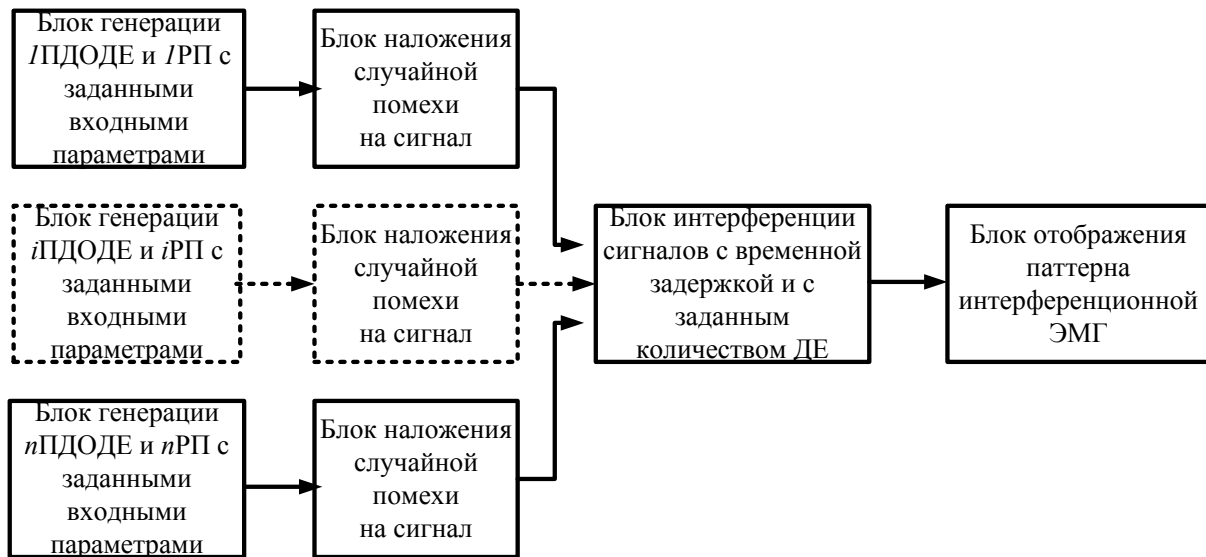 Блок генерации
1ПДОДЕ и 1РП с
заданными
входными
параметрами
Блок наложения
случайной
помехи
на сигнал
Блок генерации
iПДОДЕ и iРП с
заданными
входными
параметрами
Блок наложения
случайной
помехи
на сигнал
Блок интерференции
сигналов с временной
задержкой и с
заданным
количеством ДЕ
Блок отображения
паттерна
интерференционной
ЭМГ
Блок генерации
nПДОДЕ и nРП с
заданными
входными
параметрами
Блок наложения
случайной
помехи
на сигнал